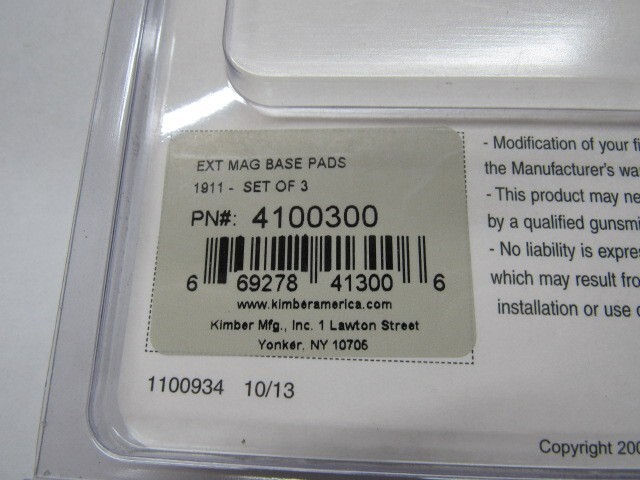 EXT MAG BASE PADS
1911 - SET OF 3
PN#: 4100300
6 69278 41300 6
www.kimberamerica.com
Kimber Mfg., Inc. 1 Lawton Street
Yonker, NY 10705
- Modification of your
the Manufacturer's
- This product may
by a qualified
- No liability is
which may result from
installation or use
1100934 10/13
Copyright